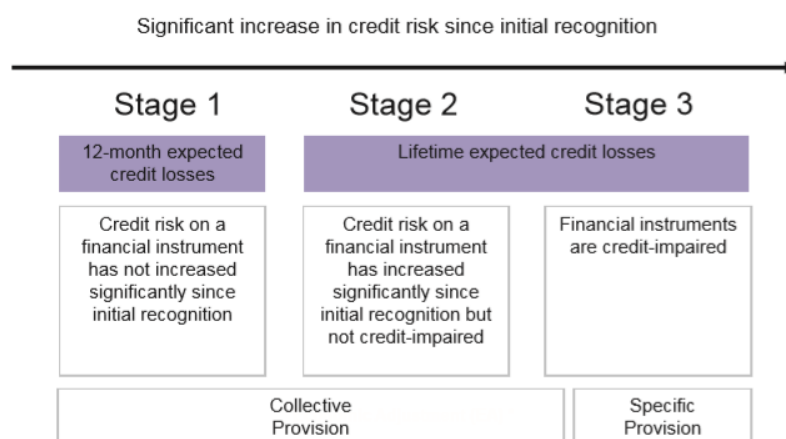 Significant increase in credit risk since initial recognition
Stage 1
Stage 2
Stage 3
12-month expected
credit losses
Lifetime expected credit losses
Credit risk on a
financial instrument
has not increased
significantly since
initial recognition
Credit risk on a
financial instrument
has increased
significantly since
initial recognition but
not credit-impaired
Financial instruments
are credit-impaired
Collective
Provision
Specific
Provision